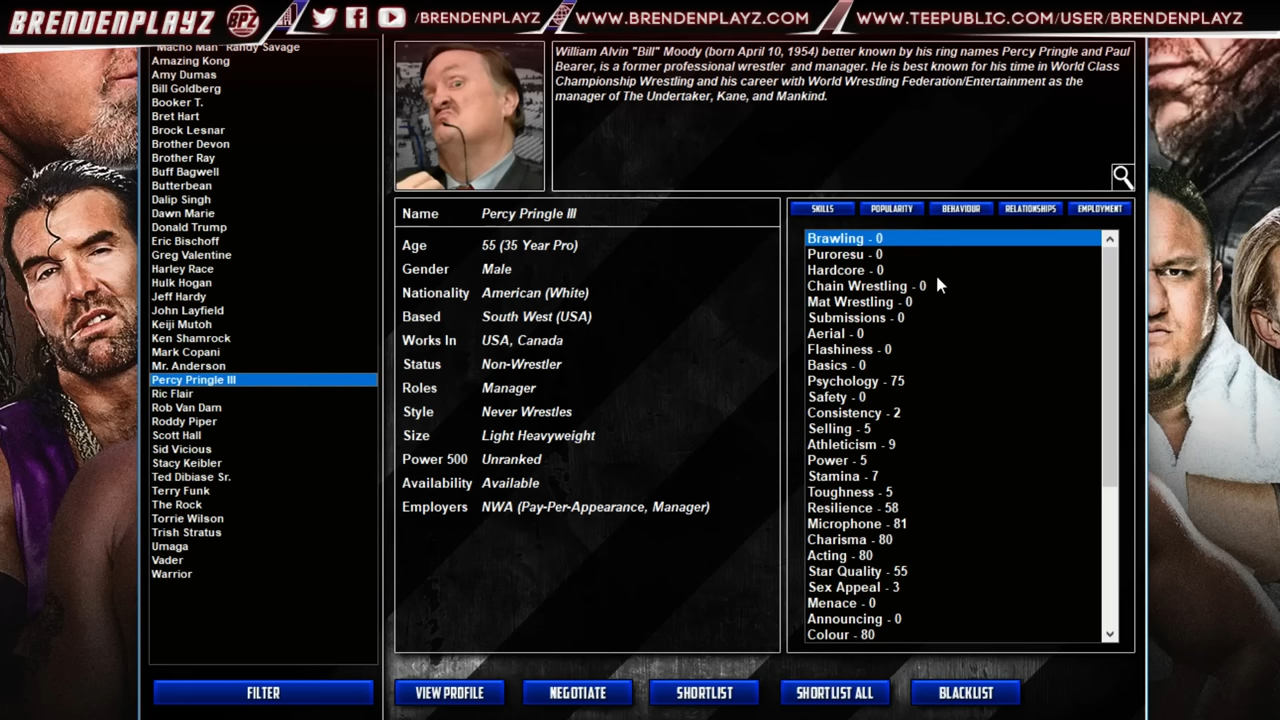 BRENDENPLAYZ BPZ /BRENDENPLAYZ WWW.BRENDENPLAYZ.COM WWW.TEEPUBLIC.COM/USER/BRENDENPLAYZ
"Macho Man" Randy Savage
Amazing Kong
Amy Dumas
Bill Goldberg
Booker T.
Bret Hart
Brock Lesnar
Brother Devon
Brother Ray
Buff Bagwell
Butterbean
Dalip Singh
Dawn Marie
Donald Trump
Eric Bischoff
Greg Valentine
Harley Race
Hulk Hogan
Jeff Hardy
John Layfield
Keiji Mutoh
Ken Shamrock
Mark Copani
Mr. Anderson
Percy Pringle III
Ric Flair
Rob Van Dam
Roddy Piper
Scott Hall
Sid Vicious
Stacy Keibler
Ted Dibiase Sr.
Terry Funk
The Rock
Torrie Wilson
Trish Stratus
Umaga
Vader
Warrior
FILTER
William Alvin "Bill" Moody (born April 10, 1954) better known by his ring names Percy Pringle and Paul
Bearer, is a former professional wrestler and manager. He is best known for his time in World Class
Championship Wrestling and his career with World Wrestling Federation/Entertainment as the
manager of The Undertaker, Kane, and Mankind.
Name Percy Pringle III
Age 55 (35 Year Pro)
Gender Male
Nationality American (White)
Based South West (USA)
Works In USA, Canada
Status Non-Wrestler
Roles Manager
Style Never Wrestles
Size Light Heavyweight
Power 500 Unranked
Availability Available
Employers NWA (Pay-Per-Appearance, Manager)
SKILLS POPULARITY BEHAVIOUR RELATIONSHIPS EMPLOYMENT
Brawling - 0
Puroresu - 0
Hardcore - 0
Chain Wrestling - 0
Mat Wrestling - 0
Submissions - 0
Aerial - 0
Flashiness - 0
Basics - 0
Psychology - 75
Safety - 0
Consistency - 2
Selling - 5
Athleticism - 9
Power - 5
Stamina - 7
Toughness - 5
Resilience - 58
Microphone - 81
Charisma - 80
Acting - 80
Star Quality - 55
Sex Appeal - 3
Menace - 0
Announcing - 0
Colour - 80
VIEW PROFILE NEGOTIATE SHORTLIST SHORTLIST ALL BLACKLIST